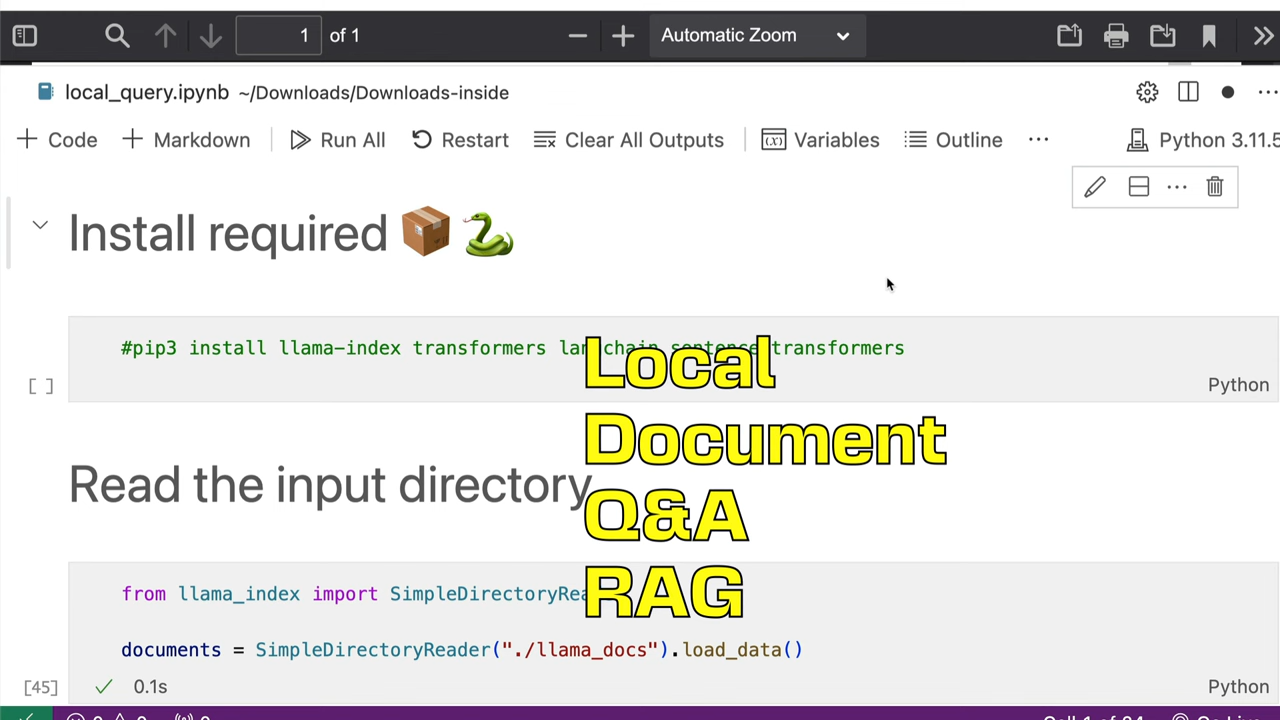 1 of 1 Automatic Zoom
local_query.ipynb ~/Downloads/Downloads-inside
Code Markdown Run All Restart Clear All Outputs Variables Outline Python 3.11.5
Install required
#pip3 install llama-index transformers transformers
[ ] Python
Local
Document
Q&A
RAG
Read the input directory
from llama_index import
documents = SimpleDirectoryReader("./llama_docs").load_data()
[45] 0.1s Python